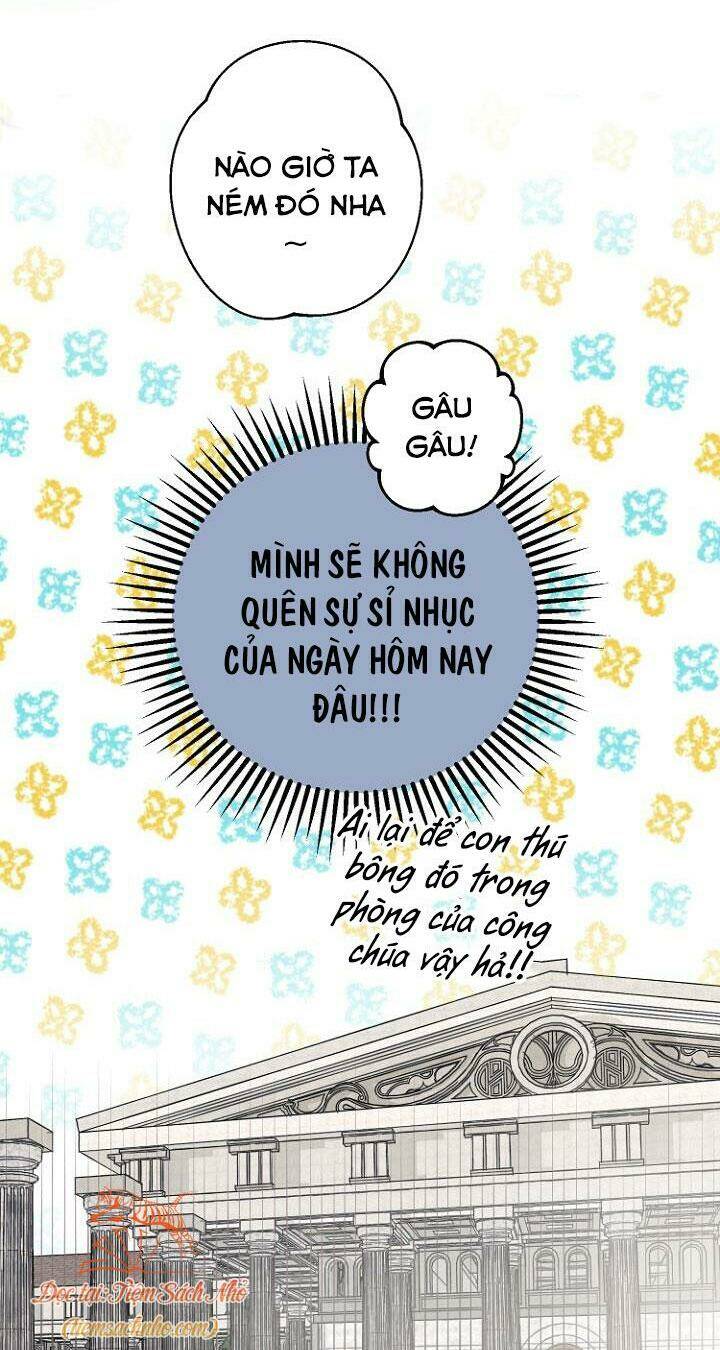 NÀO GIỜ TA
NÉM ĐÓ NHA
~
GÂU
GÂU!
MÌNH SẼ KHÔNG
QUÊN SỰ SỈ NHỤC
CỦA NGÀY HÔM NAY
ĐÂU!!!
Ai lại để con thú
bông đó trong
phòng của công
chúa vậy hả!!
Đọc tại: Tiệm Sách Nhỏ
(tiemsachnho.com)